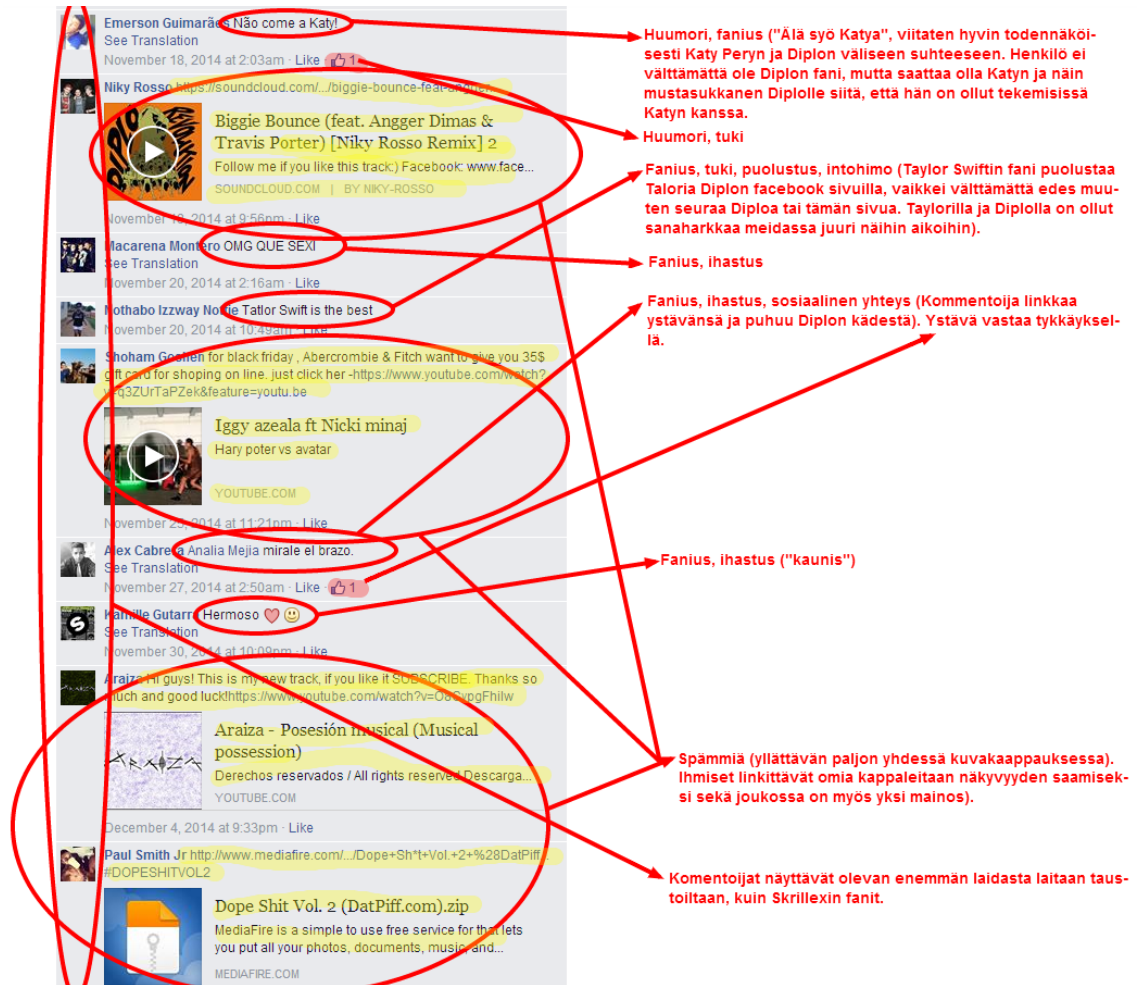 Emerson Guimarães Não come a Katy!
See Translation
November 18, 2014 at 2:03am · Like · 1
Niky Rosso https://soundcloud.com/.../biggie-bounce-feat-angger...
Biggie Bounce (feat. Angger Dimas &
Travis Porter) [Niky Rosso Remix] 2
Follow me if you like this track:) Facebook: www.face...
SOUNDCLOUD.COM | BY NIKY-ROSSO
November 18, 2014 at 9:56pm · Like
Macarena Montero OMG QUE SEXI
See Translation
November 20, 2014 at 2:16am · Like
Nothabo Izzway Notie Tatlor Swift is the best
November 20, 2014 at 10:49am · Like
Shoham Goshen for black friday , Abercrombie & Fitch want to give you 35$
gift card for shoping on line, just click her -https://www.youtube.com/watch?
v=q3ZUrTaPZek&feature=youtu.be
Iggy azeala ft Nicki minaj
Hary poter vs avatar
YOUTUBE.COM
November 25, 2014 at 11:21pm · Like
Alex Cabrera Analia Mejia mirale el brazo.
See Translation
November 27, 2014 at 2:50am · Like · 1
Kamille Gutarra Hermoso
See Translation
November 30, 2014 at 10:09pm · Like
Araiza Hi guys! This is my new track, if you like it SUBSCRIBE. Thanks so
much and good luck!https://www.youtube.com/watch?v=O8CvpgFhiIw
ARAIZA
Araiza - Posesión musical (Musical
possession)
Derechos reservados / All rights reserved Descarga...
YOUTUBE.COM
December 4, 2014 at 9:33pm · Like
Paul Smith Jr http://www.mediafire.com/.../Dope+Sh*t+Vol.+2+%28DatPiff...
#DOPESHITVOL2
Dope Shit Vol. 2 (DatPiff.com).zip
MediaFire is a simple to use free service for that lets
you put all your photos, documents, music, and...
MEDIAFIRE.COM
Huumori, fanius ("Älä syö Katya", viitaten hyvin todennäköi-
sesti Katy Peryn ja Diplon väliseen suhteeseen. Henkilö ei
välttämättä ole Diplon fani, mutta saattaa olla Katyn ja näin
mustasukkanen Diplolle siitä, että hän on ollut tekemisissä
Katyn kanssa.
Huumori, tuki
Fanius, tuki, puolustus, intohimo (Taylor Swiftin fani puolustaa
Taloria Diplon facebook sivuilla, vaikkei välttämättä edes muu-
ten seuraa Diploa tai tämän sivua. Taylorilla ja Diplolla on ollut
sanaharkkaa meidassa juuri näihin aikoihin).
Fanius, ihastus
Fanius, ihastus, sosiaalinen yhteys (Kommentoija linkkaa
ystävänsä ja puhuu Diplon kädestä). Ystävä vastaa tykkäyksel-
lä.
Fanius, ihastus ("kaunis")
Spämmiä (yllättävän paljon yhdessä kuvakaappauksessa).
Ihmiset linkittävät omia kappaleitaan näkyvyyden saamisek-
si sekä joukossa on myös yksi mainos).
Komentoijat näyttävät olevan enemmän laidasta laitaan taus-
toiltaan, kuin Skrillexin fanit.